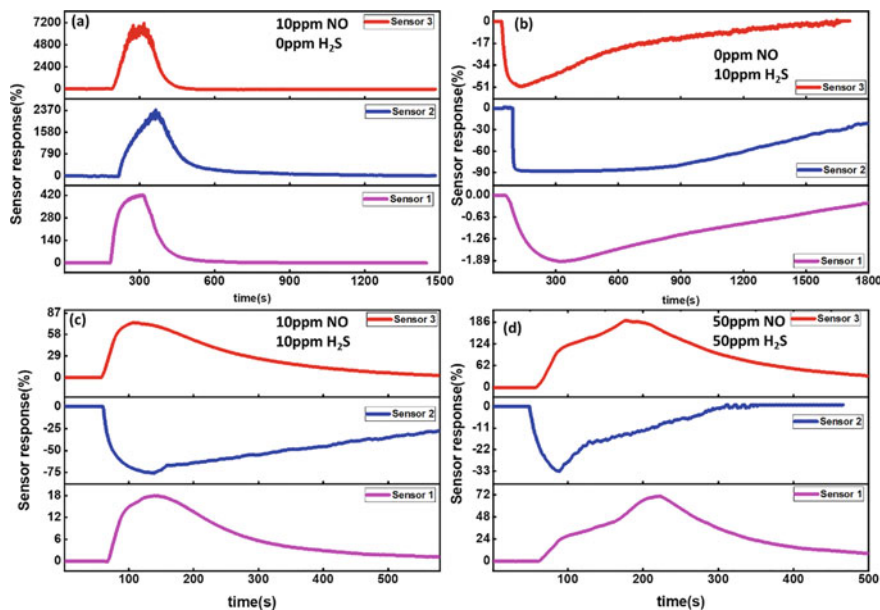 (a)
10ppm NO
0ppm H₂S
Sensor 3
7200
4800
2400
0
Sensor 2
2370
1580
790
0
Sensor 1
420
280
140
0
Sensor response(%)
300 600 900 1200 1500
time(s)
(b)
0ppm NO
10ppm H₂S
Sensor 3
0
-17
-34
-51
Sensor 2
0
-30
-60
-90
Sensor 1
0.00
-0.63
-1.26
-1.89
Sensor response(%)
0 300 600 900 1200 1500 1800
time(s)
(c)
10ppm NO
10ppm H₂S
Sensor 3
87
58
29
0
Sensor 2
0
-25
-50
-75
Sensor 1
18
12
6
0
Sensor response(%)
100 200 300 400 500
time(s)
(d)
50ppm NO
50ppm H₂S
Sensor 3
186
124
62
0
Sensor 2
0
-11
-22
-33
Sensor 1
72
48
24
0
Sensor response(%)
100 200 300 400 500
time(s)